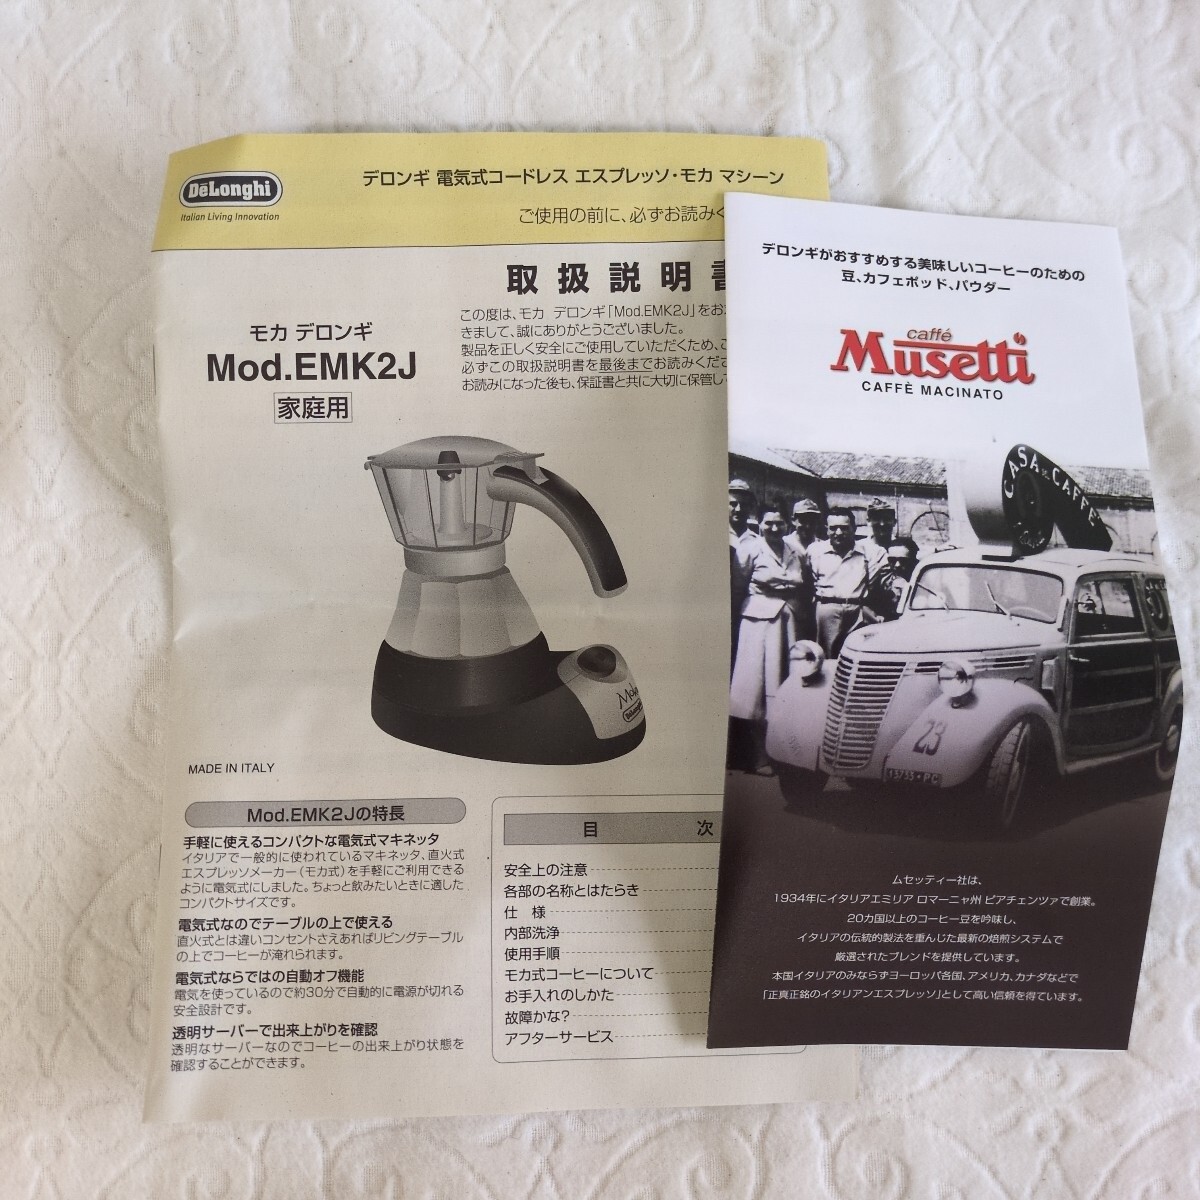 DeLonghi
Italian Living Innovation
デロンギ 電気式コードレス エスプレッソ・モカ マシーン
ご使用の前に、必ずお読みく
取扱説明書
モカ デロンギ
Mod.EMK2J
家庭用
この度は、モカ デロンギ「Mod.EMK2J」をお
きまして、誠にありがとうございました。
製品を正しく安全にご使用していただくため、
必ずこの取扱説明書を最後までお読みくださ
お読みになった後も、保証書と共に大切に保管して
Moka
DeLonghi
MADE IN ITALY
Mod.EMK2Jの特長
手軽に使えるコンパクトな電気式マキネッタ
イタリアで一般的に使われているマキネッタ、直火式
エスプレッソメーカー(モカ式)を手軽にご利用できる
ように電気式にしました。ちょっと飲みたいときに適した
コンパクトサイズです。
電気式なのでテーブルの上で使える
直火式とは違いコンセントさえあればリビングテーブル
の上でコーヒーが淹れられます。
電気式ならではの自動オフ機能
電気を使っているので約30分で自動的に電源が切れる
安全設計です。
透明サーバーで出来上がりを確認
透明なサーバーなのでコーヒーの出来上がり状態を
確認することができます。
目 次
安全上の注意
各部の名称とはたらき
仕 様
内部洗浄
使用手順
モカ式コーヒーについて
お手入れのしかた
故障かな?
アフターサービス
デロンギがおすすめする美味しいコーヒーのための
豆、カフェポッド、パウダー
caffé
Musetti
CAFFÈ MACINATO
CASA DEL CAFFE
23
13735•PC
ムセッティー社は、
1934年にイタリアエミリア ロマーニャ州 ピアチェンツァで創業。
20カ国以上のコーヒー豆を吟味し、
イタリアの伝統的製法を重んじた最新の焙煎システムで
厳選されたブレンドを提供しています。
本国イタリアのみならずヨーロッパ各国、アメリカ、カナダなどで
「正真正銘のイタリアンエスプレッソ」として高い信頼を得ています。